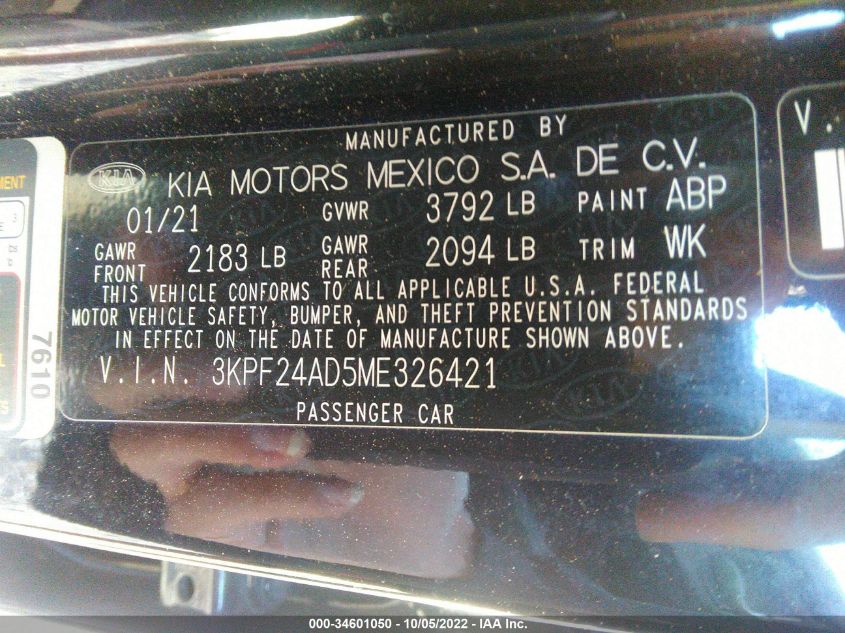 MANUFACTURED BY
KIA KIA MOTORS MEXICO S.A. DE C.V.
01/21 GVWR 3792 LB PAINT ABP
GAWR FRONT 2183 LB GAWR REAR 2094 LB TRIM WK
THIS VEHICLE CONFORMS TO ALL APPLICABLE U.S.A. FEDERAL
MOTOR VEHICLE SAFETY, BUMPER, AND THEFT PREVENTION STANDARDS
IN EFFECT ON THE DATE OF MANUFACTURE SHOWN ABOVE.
V.I.N. 3KPF24AD5ME326421
PASSENGER CAR
7610
V.
000-34601050 - 10/05/2022 - IAA Inc.